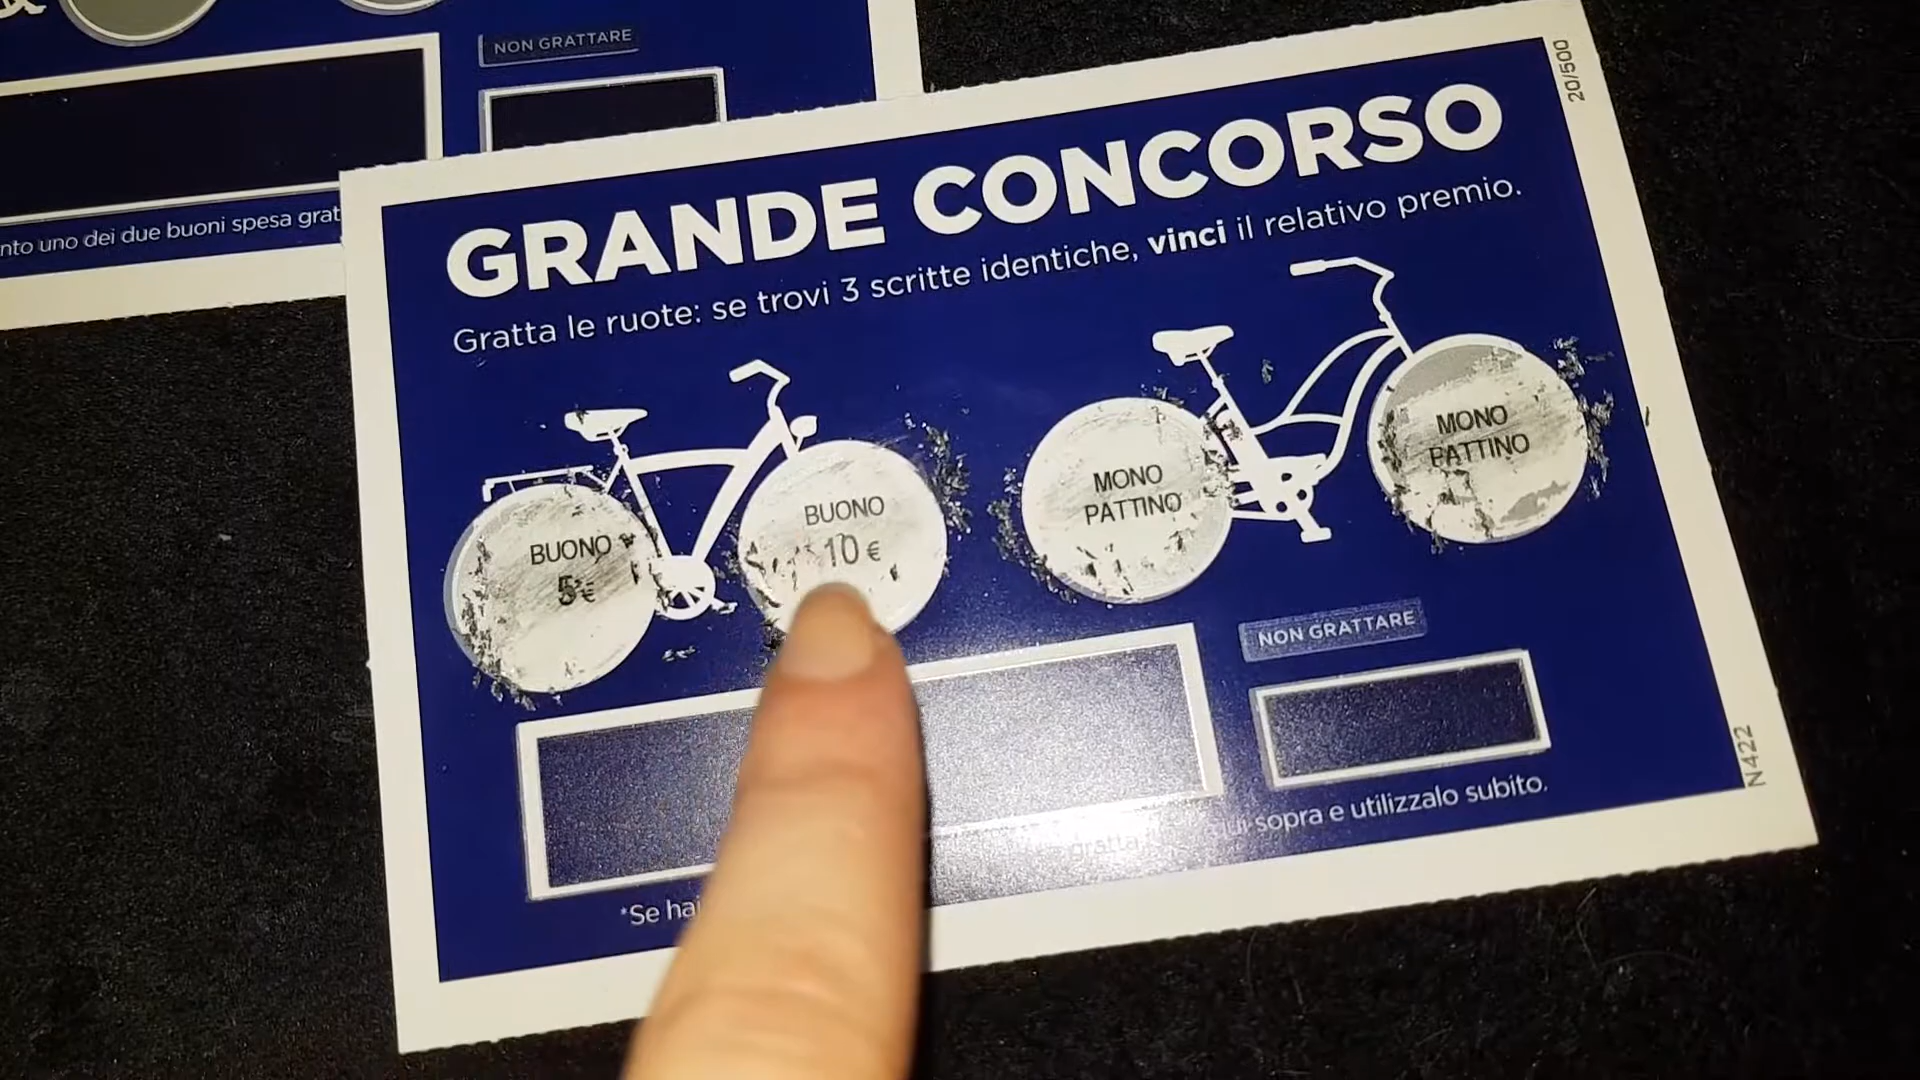 NON GRATTARE
nto uno dei due buoni spesa grat
20/500
GRANDE CONCORSO
Gratta le ruote: se trovi 3 scritte identiche, vinci il relativo premio.
BUONO
5€
BUONO
10 €
MONO
PATTINO
MONO
PATTINO
NON GRATTARE
*Se hai
gratta qui sopra e utilizzalo subito.
N422